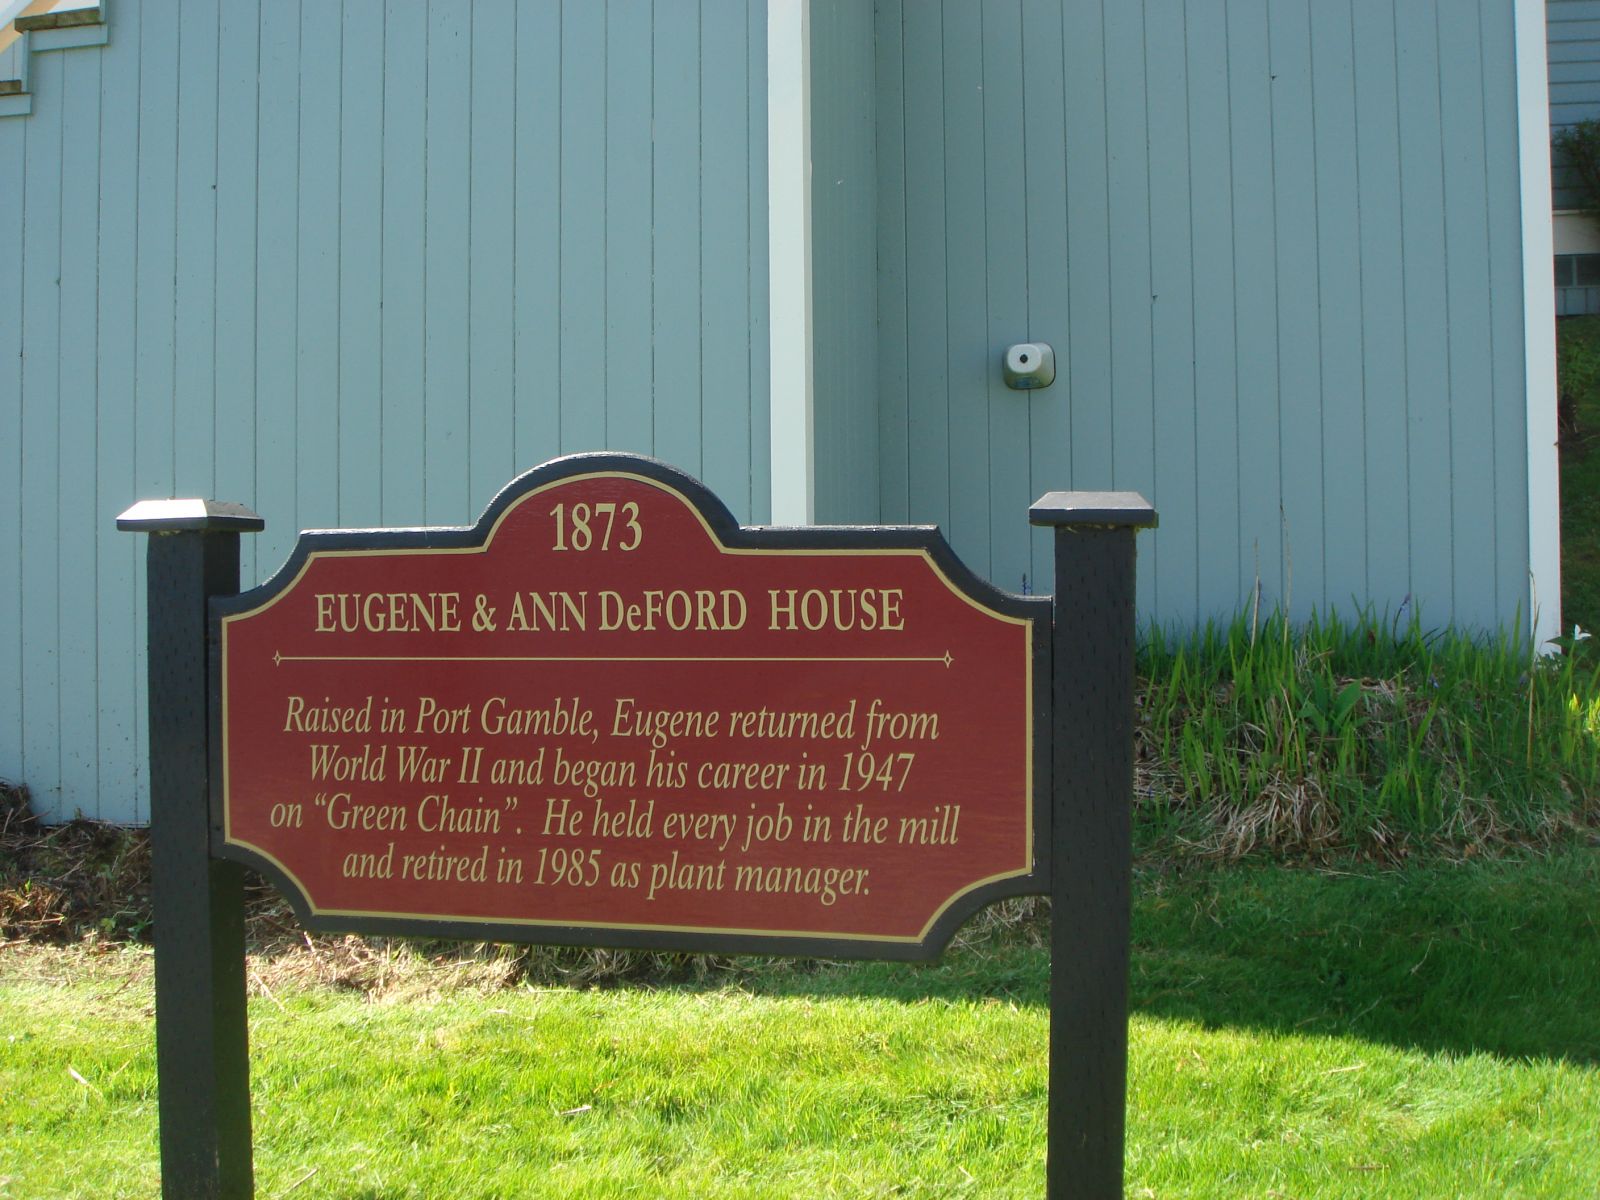 1873
EUGENE & ANN DeFORD HOUSE
Raised in Port Gamble, Eugene returned from
World War II and began his career in 1947
on “Green Chain”. He held every job in the mill
and retired in 1985 as plant manager.